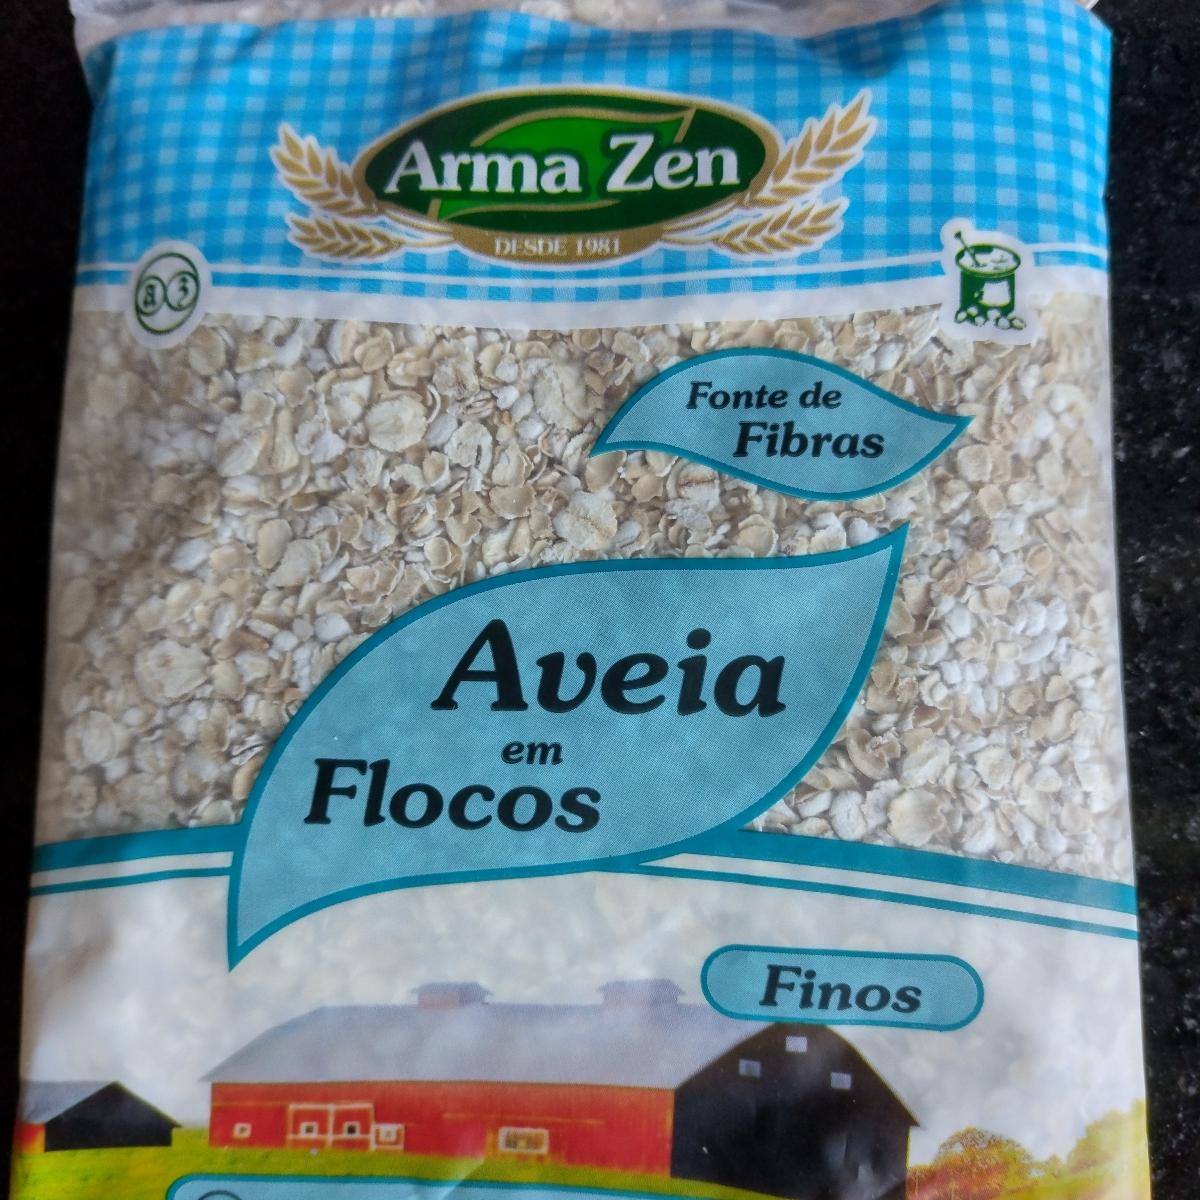 Arma Zen
DESDE 1981
Fonte de
Fibras
Aveia
em
Flocos
Finos